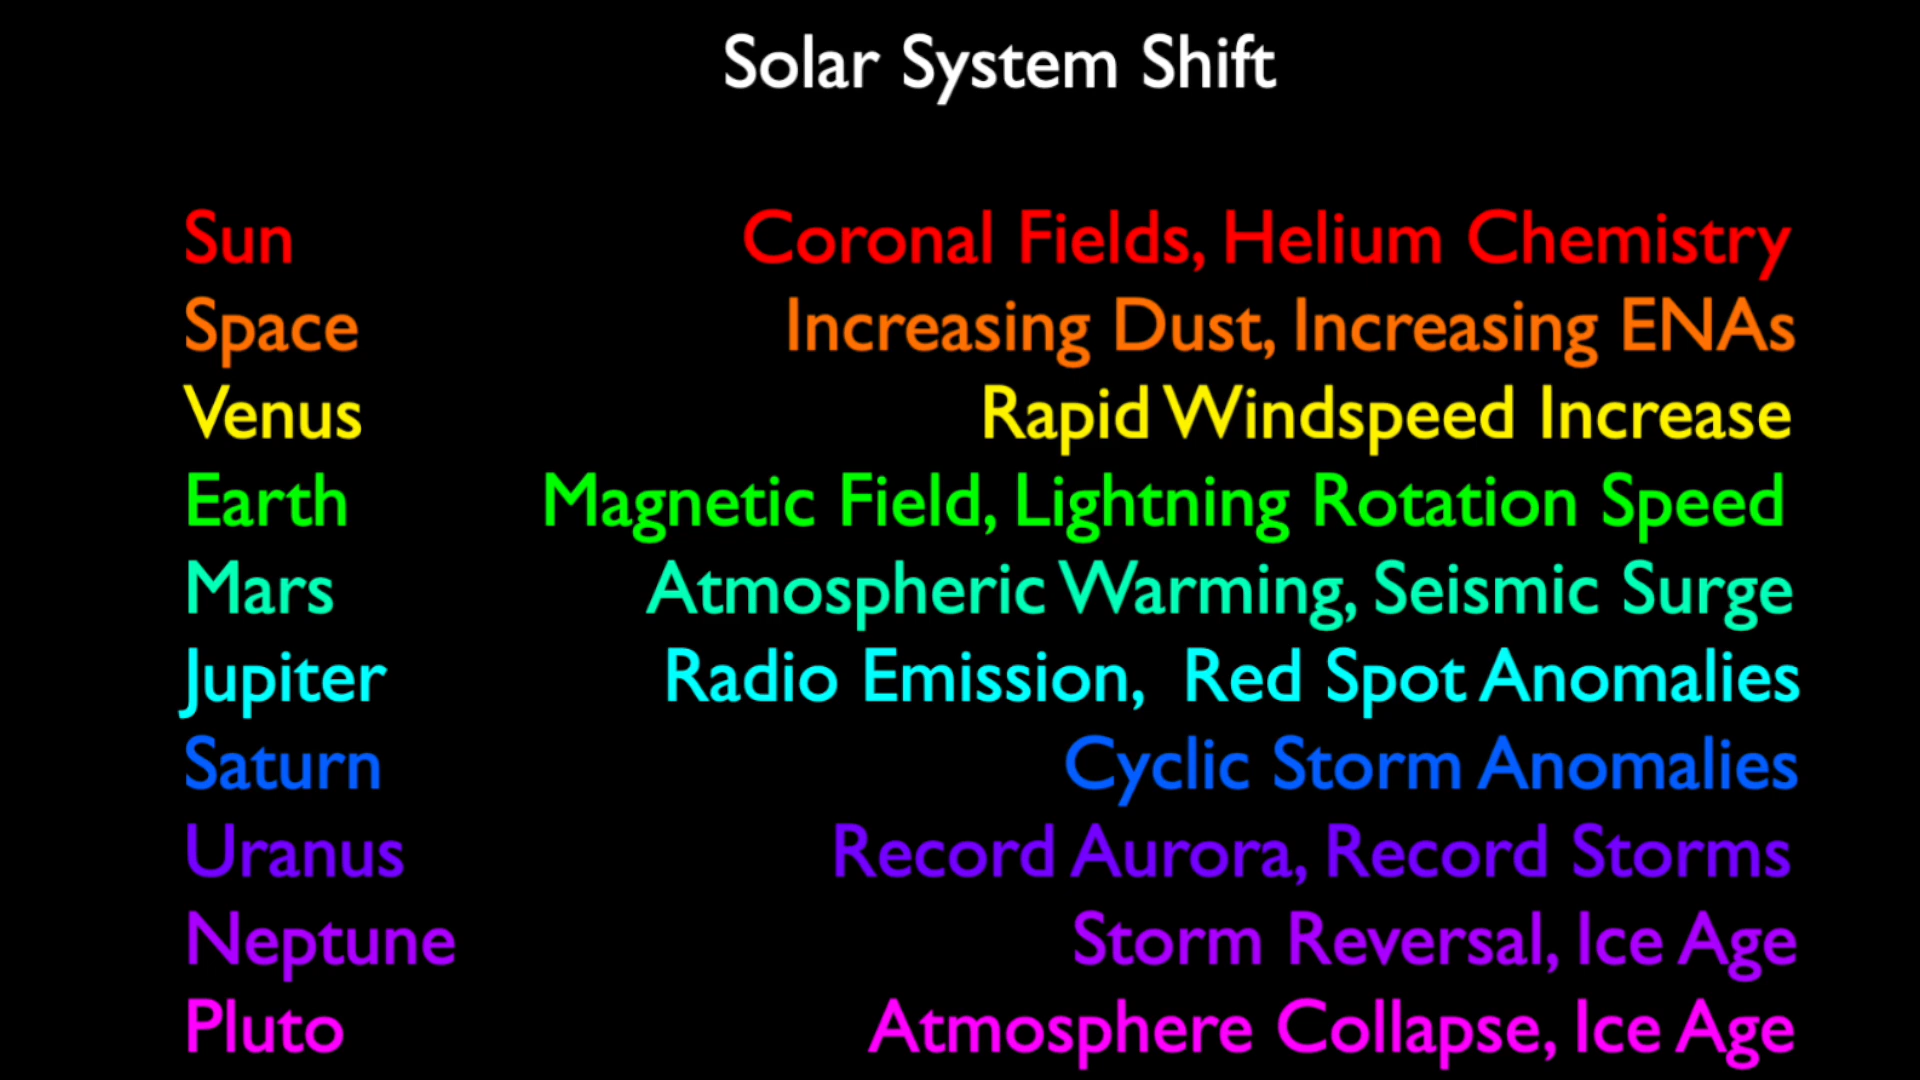 Solar System Shift
Sun Coronal Fields, Helium Chemistry
Space Increasing Dust, Increasing ENAs
Venus Rapid Windspeed Increase
Earth Magnetic Field, Lightning Rotation Speed
Mars Atmospheric Warming, Seismic Surge
Jupiter Radio Emission, Red Spot Anomalies
Saturn Cyclic Storm Anomalies
Uranus Record Aurora, Record Storms
Neptune Storm Reversal, Ice Age
Pluto Atmosphere Collapse, Ice Age